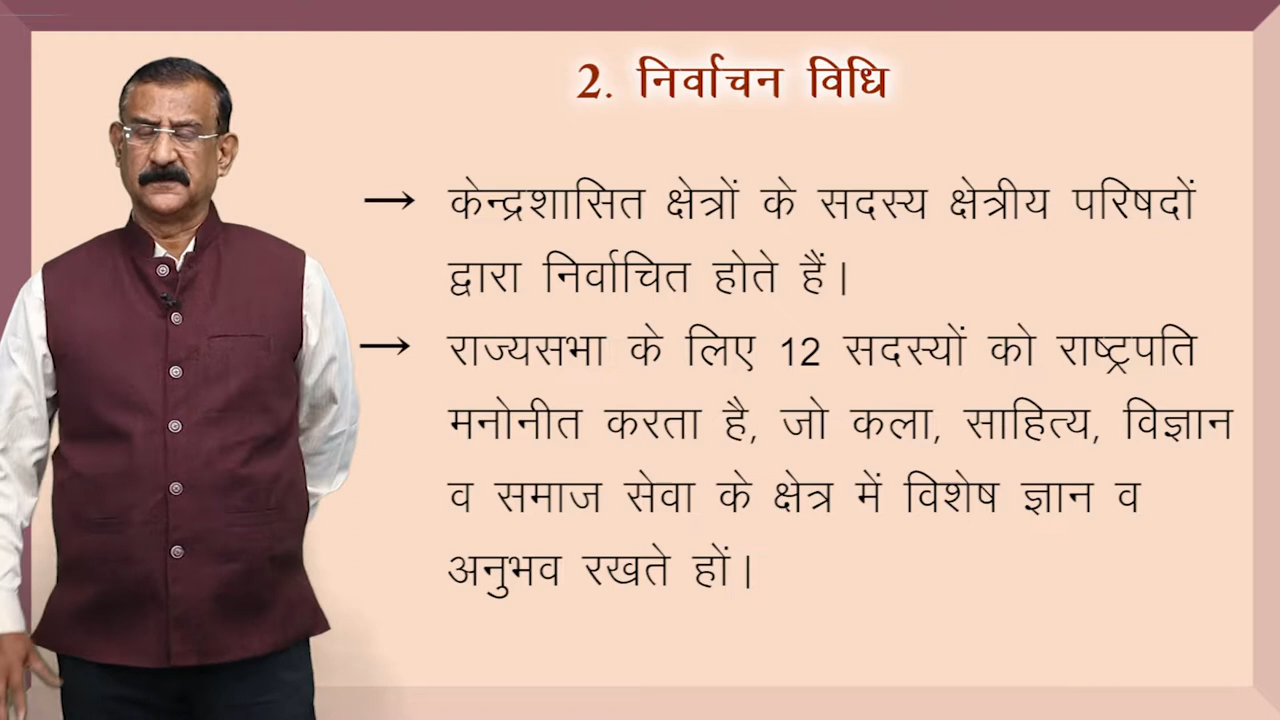 2. निर्वाचन विधि
→ केन्द्रशासित क्षेत्रों के सदस्य क्षेत्रीय परिषदों
द्वारा निर्वाचित होते हैं।
→ राज्यसभा के लिए 12 सदस्यों को राष्ट्रपति
मनोनीत करता है, जो कला, साहित्य, विज्ञान
व समाज सेवा के क्षेत्र में विशेष ज्ञान व
अनुभव रखते हों।